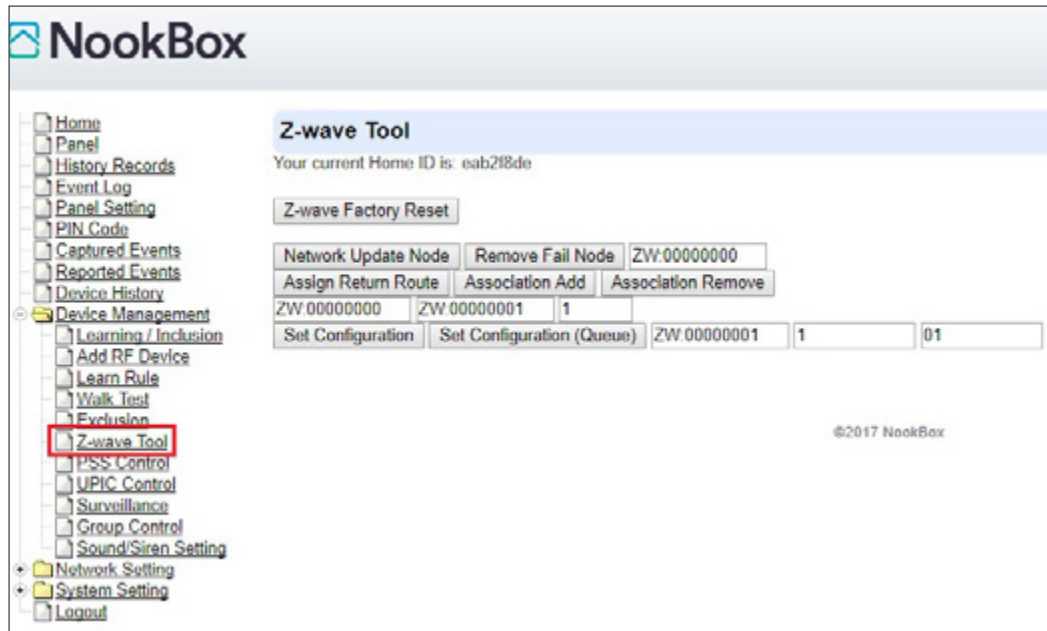 NookBox
Home
Panel
History Records
Event Log
Panel Setting
PIN Code
Captured Events
Reported Events
Device History
Device Management
Learning / Inclusion
Add RF Device
Learn Rule
Walk Test
Exclusion
Z-wave Tool
PSS Control
UPIC Control
Surveillance
Group Control
Sound/Siren Setting
Network Setting
System Setting
Logout
Z-wave Tool
Your current Home ID is: eab2f8de
Z-wave Factory Reset
Network Update Node Remove Fail Node ZW:00000000
Assign Return Route Association Add Association Remove
ZW:00000000 ZW:00000001 1
Set Configuration Set Configuration (Queue) ZW:00000001 1 01
©2017 NookBox